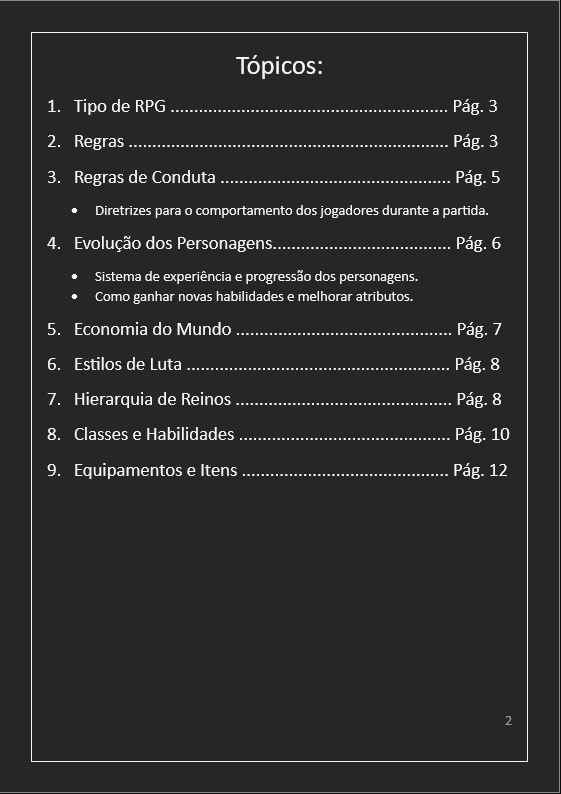 Tópicos:
1. Tipo de RPG ........................................................... Pág. 3
2. Regras .................................................................... Pág. 3
3. Regras de Conduta ................................................. Pág. 5
• Diretrizes para o comportamento dos jogadores durante a partida.
4. Evolução dos Personagens...................................... Pág. 6
• Sistema de experiência e progressão dos personagens.
• Como ganhar novas habilidades e melhorar atributos.
5. Economia do Mundo .............................................. Pág. 7
6. Estilos de Luta ........................................................ Pág. 8
7. Hierarquia de Reinos .............................................. Pág. 8
8. Classes e Habilidades ............................................. Pág. 10
9. Equipamentos e Itens ............................................ Pág. 12
2